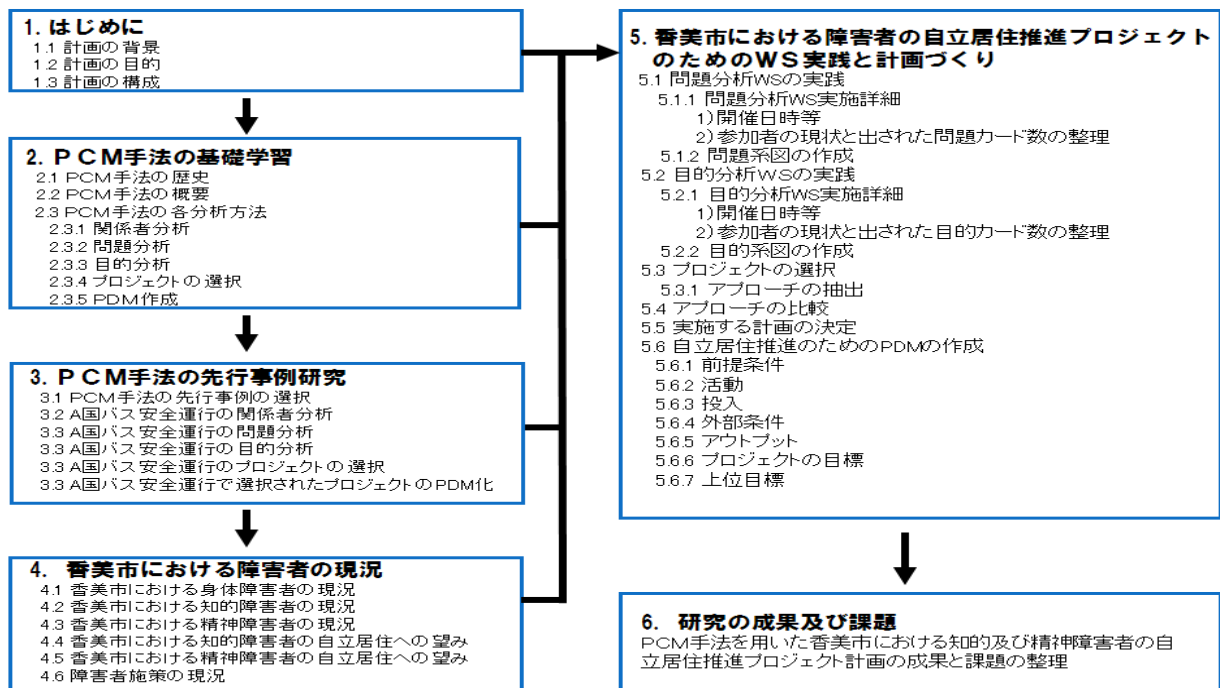 1. はじめに
1.1 計画の背景
1.2 計画の目的
1.3 計画の構成
2. PCM手法の基礎学習
2.1 PCM手法の歴史
2.2 PCM手法の概要
2.3 PCM手法の各分析方法
2.3.1 関係者分析
2.3.2 問題分析
2.3.3 目的分析
2.3.4 プロジェクトの選択
2.3.5 PDM作成
3. PCM手法の先行事例研究
3.1 PCM手法の先行事例の選択
3.2 A国バス安全運行の関係者分析
3.3 A国バス安全運行の問題分析
3.3 A国バス安全運行の目的分析
3.3 A国バス安全運行のプロジェクトの選択
3.3 A国バス安全運行で選択されたプロジェクトのPDM化
4. 香美市における障害者の現況
4.1 香美市における身体障害者の現況
4.2 香美市における知的障害者の現況
4.3 香美市における精神障害者の現況
4.4 香美市における知的障害者の自立居住への望み
4.5 香美市における精神障害者の自立居住への望み
4.6 障害者施策の現況
5. 香美市における障害者の自立居住推進プロジェクト
のためのWS実践と計画づくり
5.1 問題分析WSの実践
5.1.1 問題分析WS実施詳細
1)開催日時等
2)参加者の現状と出された問題カード数の整理
5.1.2 問題系図の作成
5.2 目的分析WSの実践
5.2.1 目的分析WS実施詳細
1)開催日時等
2)参加者の現状と出された目的カード数の整理
5.2.2 目的系図の作成
5.3 プロジェクトの選択
5.3.1 アプローチの抽出
5.4 アプローチの比較
5.5 実施する計画の決定
5.6 自立居住推進のためのPDMの作成
5.6.1 前提条件
5.6.2 活動
5.6.3 投入
5.6.4 外部条件
5.6.5 アウトプット
5.6.6 プロジェクトの目標
5.6.7 上位目標
6. 研究の成果及び課題
PCM手法を用いた香美市における知的及び精神障害者の自
立居住推進プロジェクト計画の成果と課題の整理